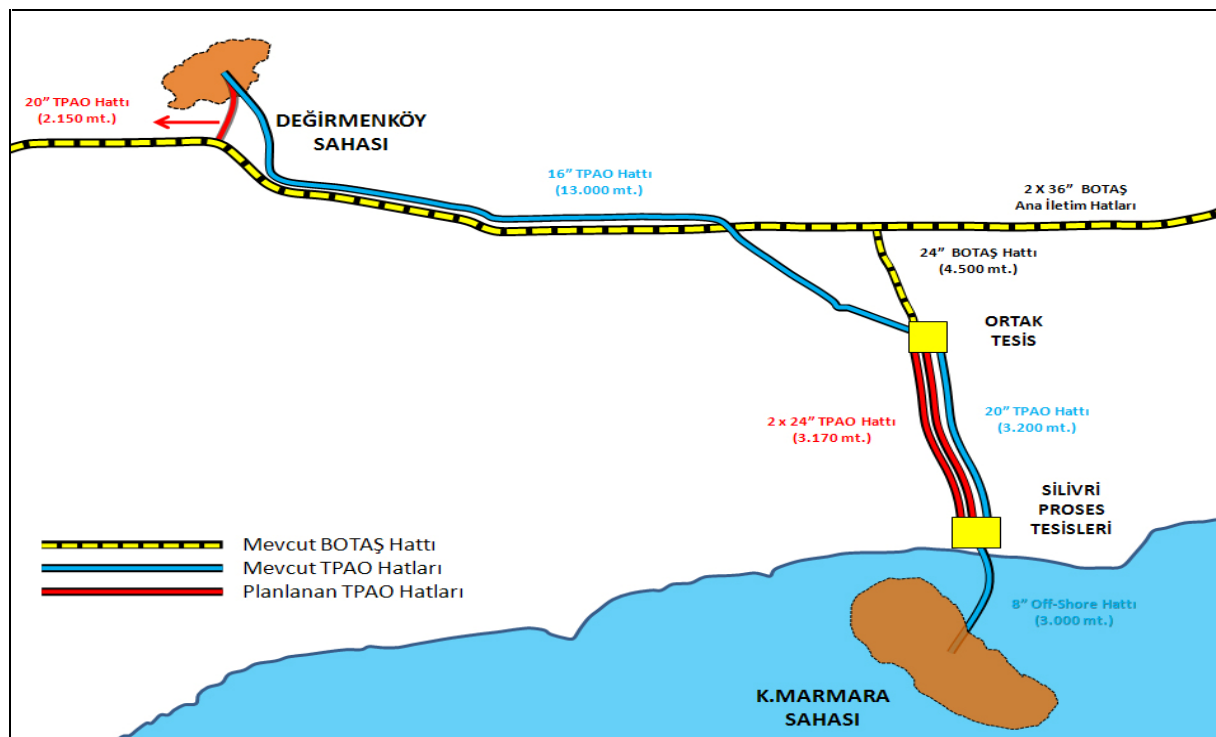 20” TPAO Hattı
(2.150 mt.)
DEĞİRMENKÖY
SAHASI
16” TPAO Hattı
(13.000 mt.)
2 X 36” BOTAŞ
Ana İletim Hatları
24” BOTAŞ Hattı
(4.500 mt.)
ORTAK
TESİS
2 x 24” TPAO Hattı
(3.170 mt.)
20” TPAO Hattı
(3.200 mt.)
SİLİVRİ
PROSES
TESİSLERİ
Mevcut BOTAŞ Hattı
Mevcut TPAO Hatları
Planlanan TPAO Hatları
8” Off-Shore Hattı
(3.000 mt.)
K.MARMARA
SAHASI